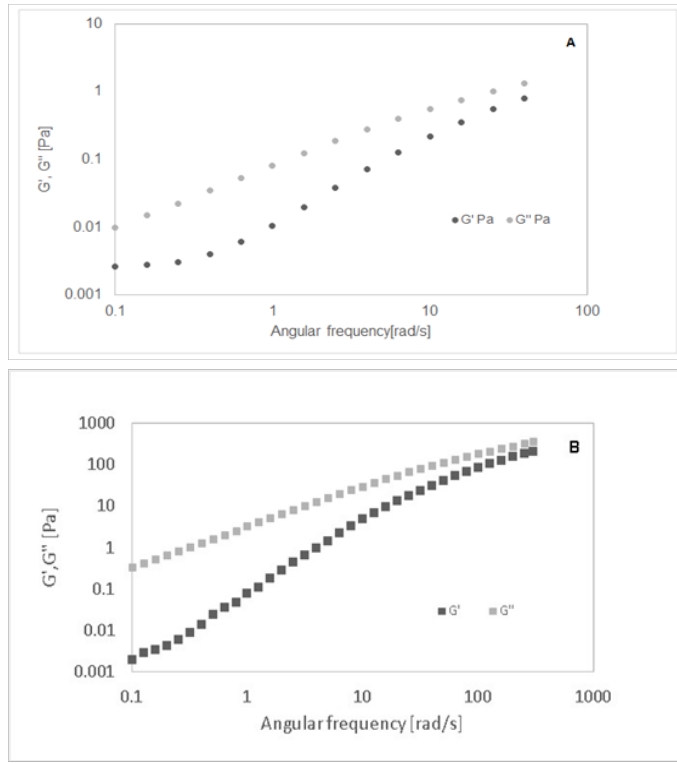 10
A
1
G', G" [Pa]
0.1
0.01
G' Pa G" Pa
0.001
0.1 1 10 100
Angular frequency[rad/s]
1000
B
100
10
G',G" [Pa]
1
0.1
G' G"
0.01
0.001
0.1 1 10 100 1000
Angular frequency [rad/s]